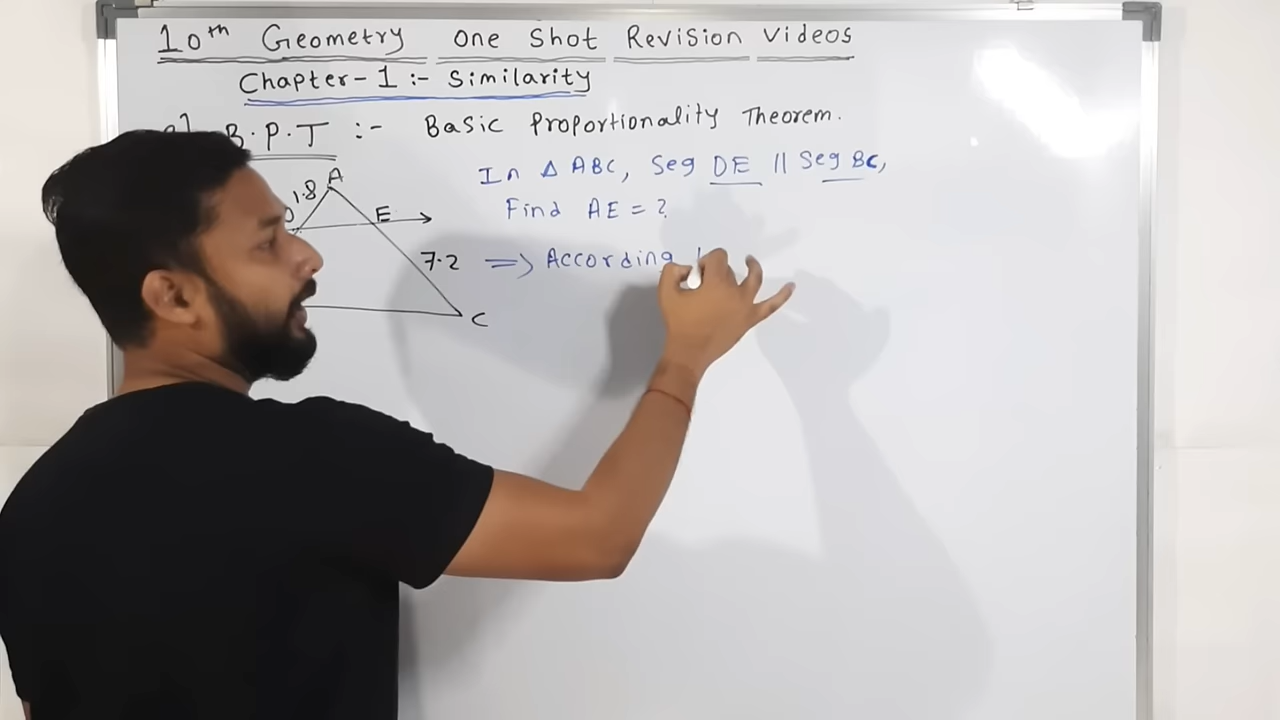 10th Geometry one Shot Revision Videos
Chapter-1 :- Similarity
B.P.T :- Basic Proportionality Theorem.
In Δ ABC, Seg DE || Seg BC,
Find AE = ?
A
1.8
E
7.2
⇒ According
C